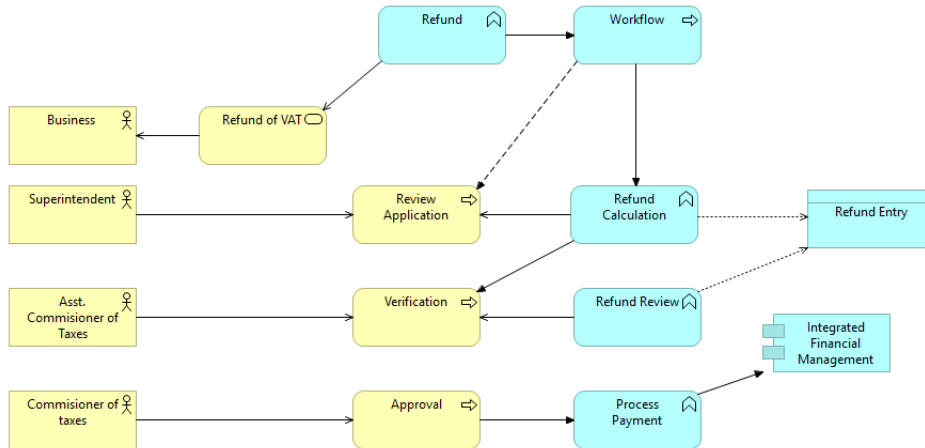 Refund
Workflow
Business
Refund of VAT
Superintendent
Review
Application
Refund
Calculation
Refund Entry
Asst.
Commisioner of
Taxes
Verification
Refund Review
Integrated
Financial
Management
Commisioner of
taxes
Approval
Process
Payment